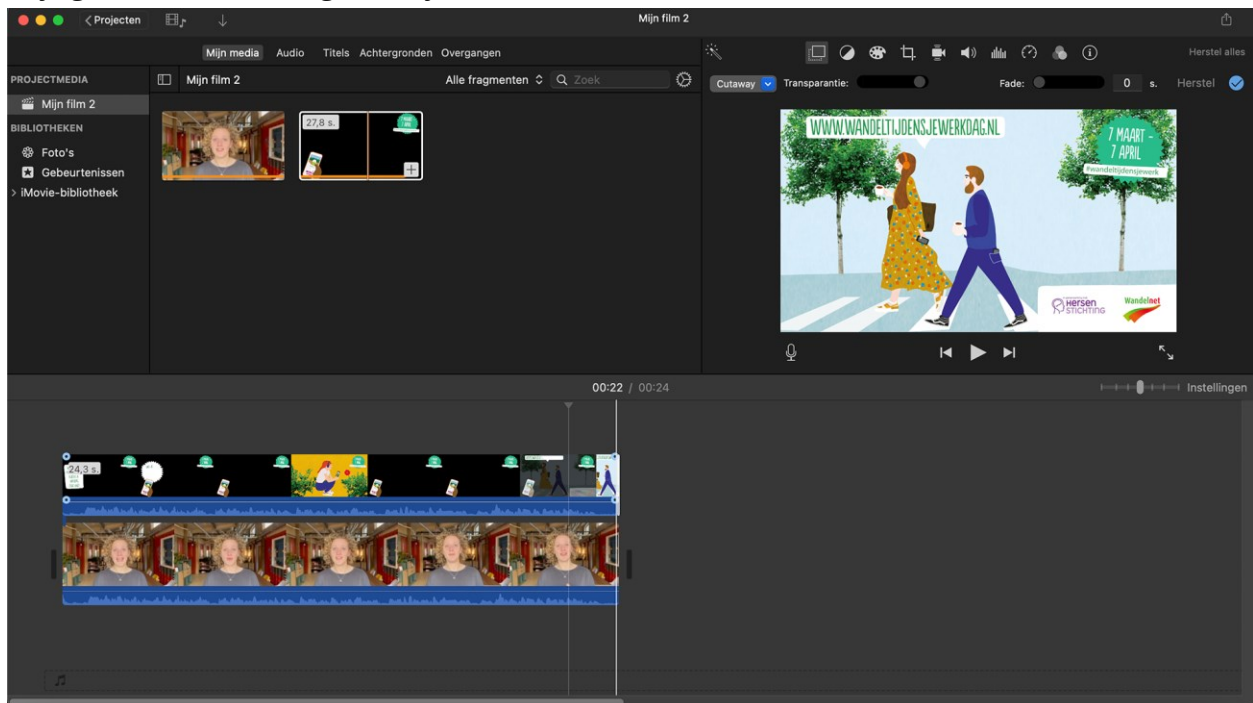 Projecten
Mijn film 2
Mijn media Audio Titels Achtergronden Overgangen
Herstel alles
PROJECTMEDIA
Mijn film 2
Alle fragmenten
Zoek
Cutaway
Transparantie:
Fade:
0 s.
Herstel
Mijn film 2
BIBLIOTHEKEN
Foto's
Gebeurtenissen
iMovie-bibliotheek
27,8 s.
WWW.WANDELTIJDENSJEWERKDAG.NL
7 MAART -
7 APRIL
#wandeltijdensjewerk
HERSEN
STICHTING
Wandelnet
00:22 / 00:24
Instellingen
24,3 s.